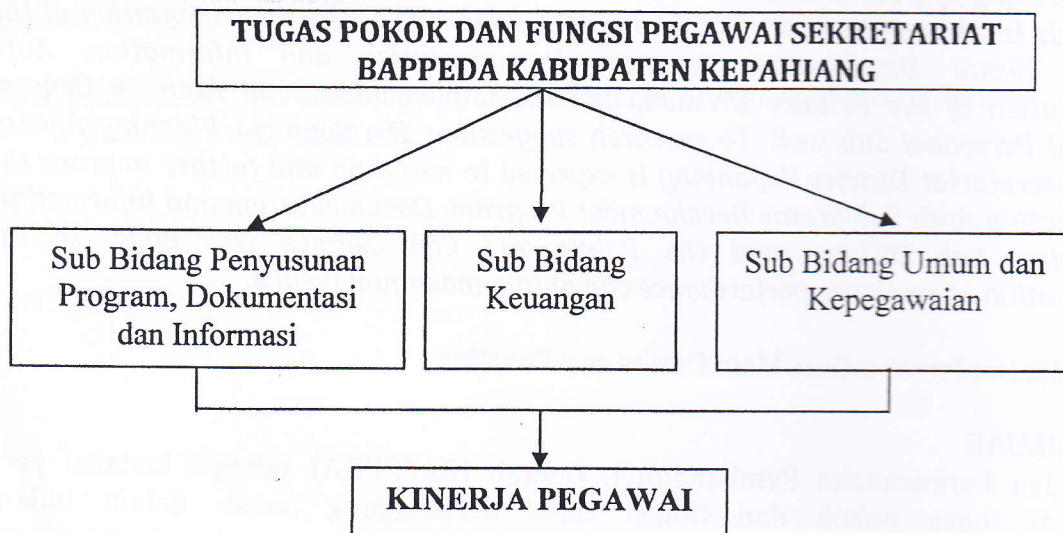 TUGAS POKOK DAN FUNGSI PEGAWAI SEKRETARIAT
BAPPEDA KABUPATEN KEPAHIANG
Sub Bidang Penyusunan
Program, Dokumentasi
dan Informasi
Sub Bidang
Keuangan
Sub Bidang Umum dan
Kepegawaian
KINERJA PEGAWAI